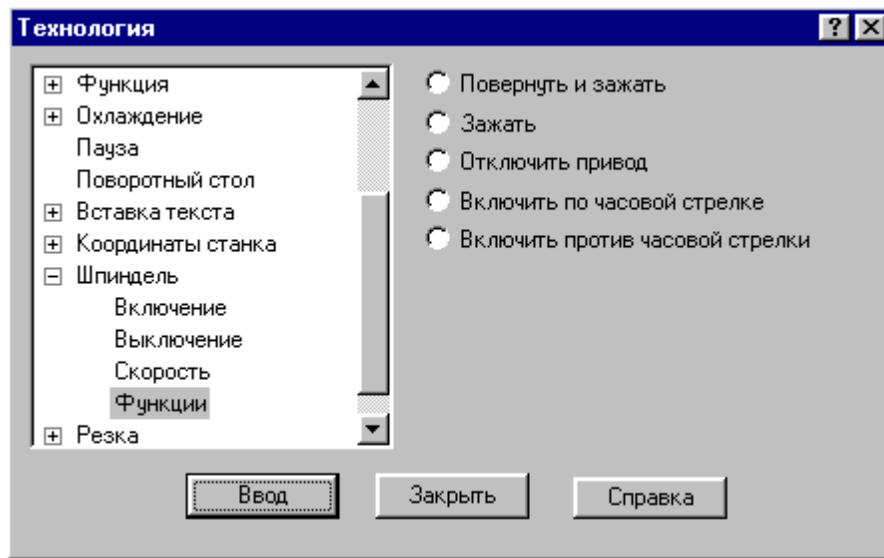 Технология
Функция
Охлаждение
Пауза
Поворотный стол
Вставка текста
Координаты станка
Шпиндель
Включение
Выключение
Скорость
Функции
Резка
Повернуть и зажать
Зажать
Отключить привод
Включить по часовой стрелке
Включить против часовой стрелки
Ввод
Закрыть
Справка